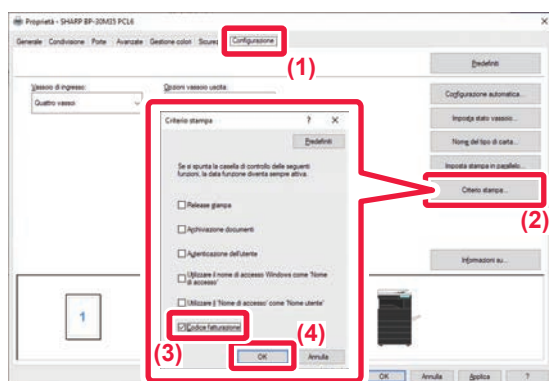 Proprietà - SHARP BP-20M35 PCL6
Generale Condivisione Porte Avanzate Gestione colori Sicurez Configurazione
(1)
Predefiniti
Vassoio di ingresso:
Opzioni vassoio uscita:
Quattro vassoi
Configurazione automatica...
Imposta stato vassoio...
Nome del tipo di carta...
Imposta stampa in parallelo...
Criterio stampa...
(2)
Informazioni su...
Criterio stampa ? X
Predefiniti
Se si spunta la casella di controllo delle seguenti
funzioni, la data funzione diventa sempre attiva.
Release stampa
Archiviazione documenti
Autenticazione dell'utente
Utilizzare il nome di accesso Windows come 'Nome
di accesso'
Utilizzare il 'Nome di accesso' come 'Nome utente'
Codice fatturazione
(3)
(4)
OK Annulla
1
OK Annulla Applica ?